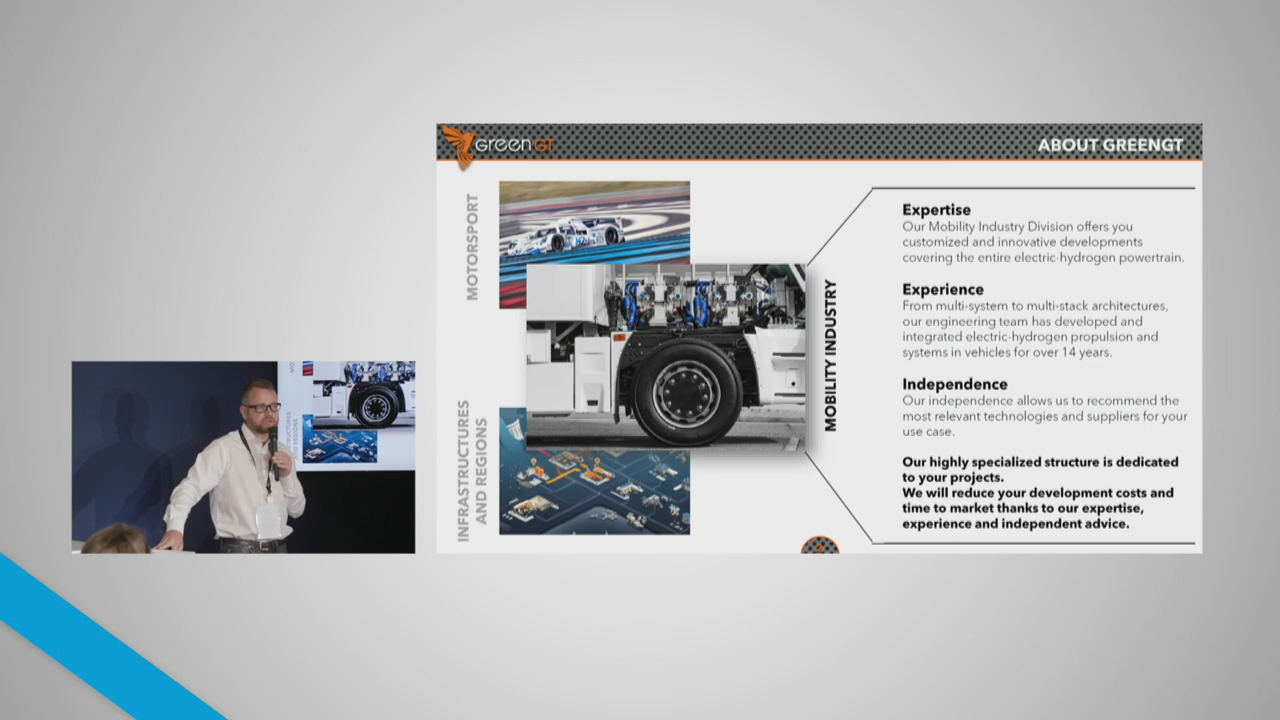 GreenGT
ABOUT GREENGT
MOTORSPORT
INFRASTRUCTURES
AND REGIONS
H2
MOBILITY INDUSTRY
Expertise
Our Mobility Industry Division offers you
customized and innovative developments
covering the entire electric-hydrogen powertrain.
Experience
From multi-system to multi-stack architectures,
our engineering team has developed and
integrated electric-hydrogen propulsion and
systems in vehicles for over 14 years.
Independence
Our independence allows us to recommend the
most relevant technologies and suppliers for your
use case.
Our highly specialized structure is dedicated
to your projects.
We will reduce your development costs and
time to market thanks to our expertise,
experience and independent advice.